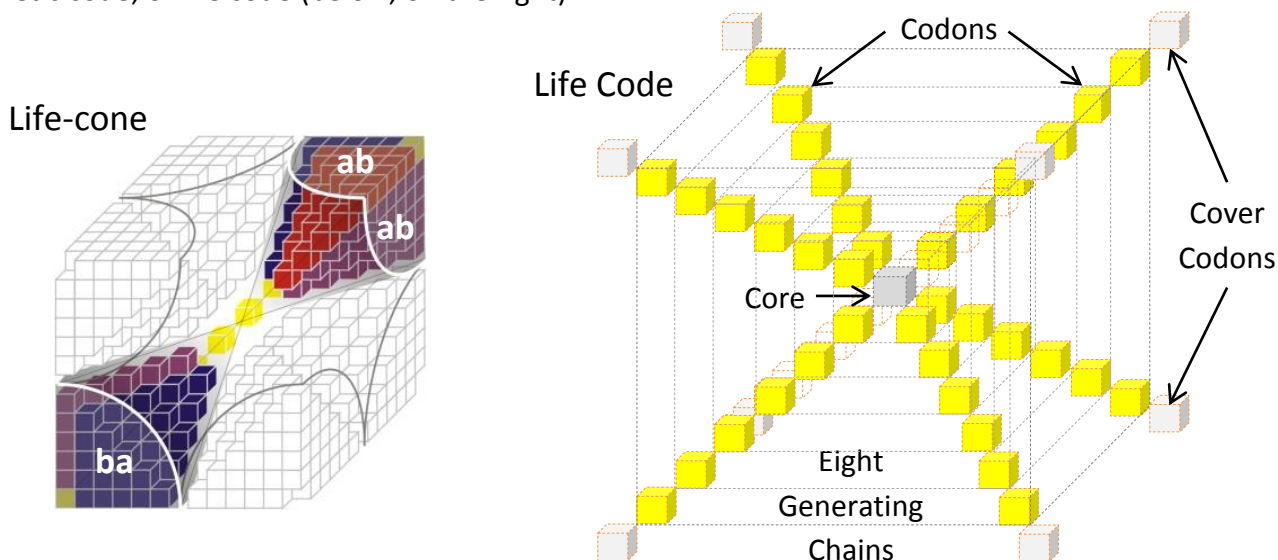 Codons
Life Code
Life-cone
ab
ab
Cover
Codons
Core
ba
Eight
Generating
Chains